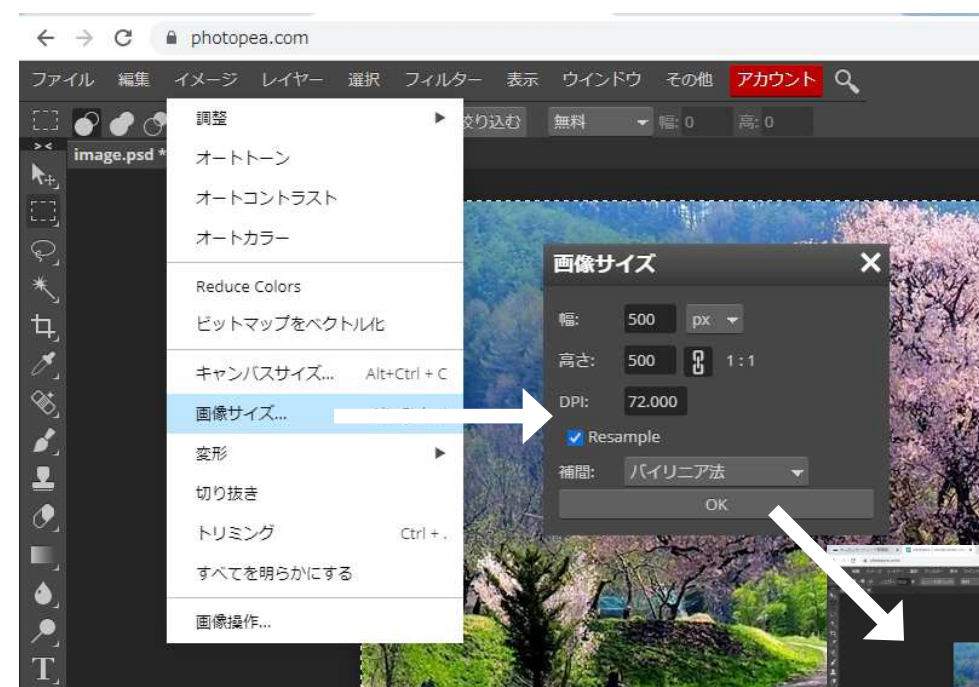 photopea.com
ファイル 編集 イメージ レイヤー 選択 フィルター 表示 ウインドウ その他 アカウント
り込む 無料 幅: 0 高: 0
image.psd *
調整
オートトーン
オートコントラスト
オートカラー
Reduce Colors
ビットマップをベクトル化
キャンバスサイズ... Alt+Ctrl + C
画像サイズ...
変形
切り抜き
トリミング Ctrl + .
すべてを明らかにする
画像操作...
画像サイズ
幅: 500 px
高さ: 500 1 : 1
DPI: 72.000
Resample
補間: バイリニア法
OK
T